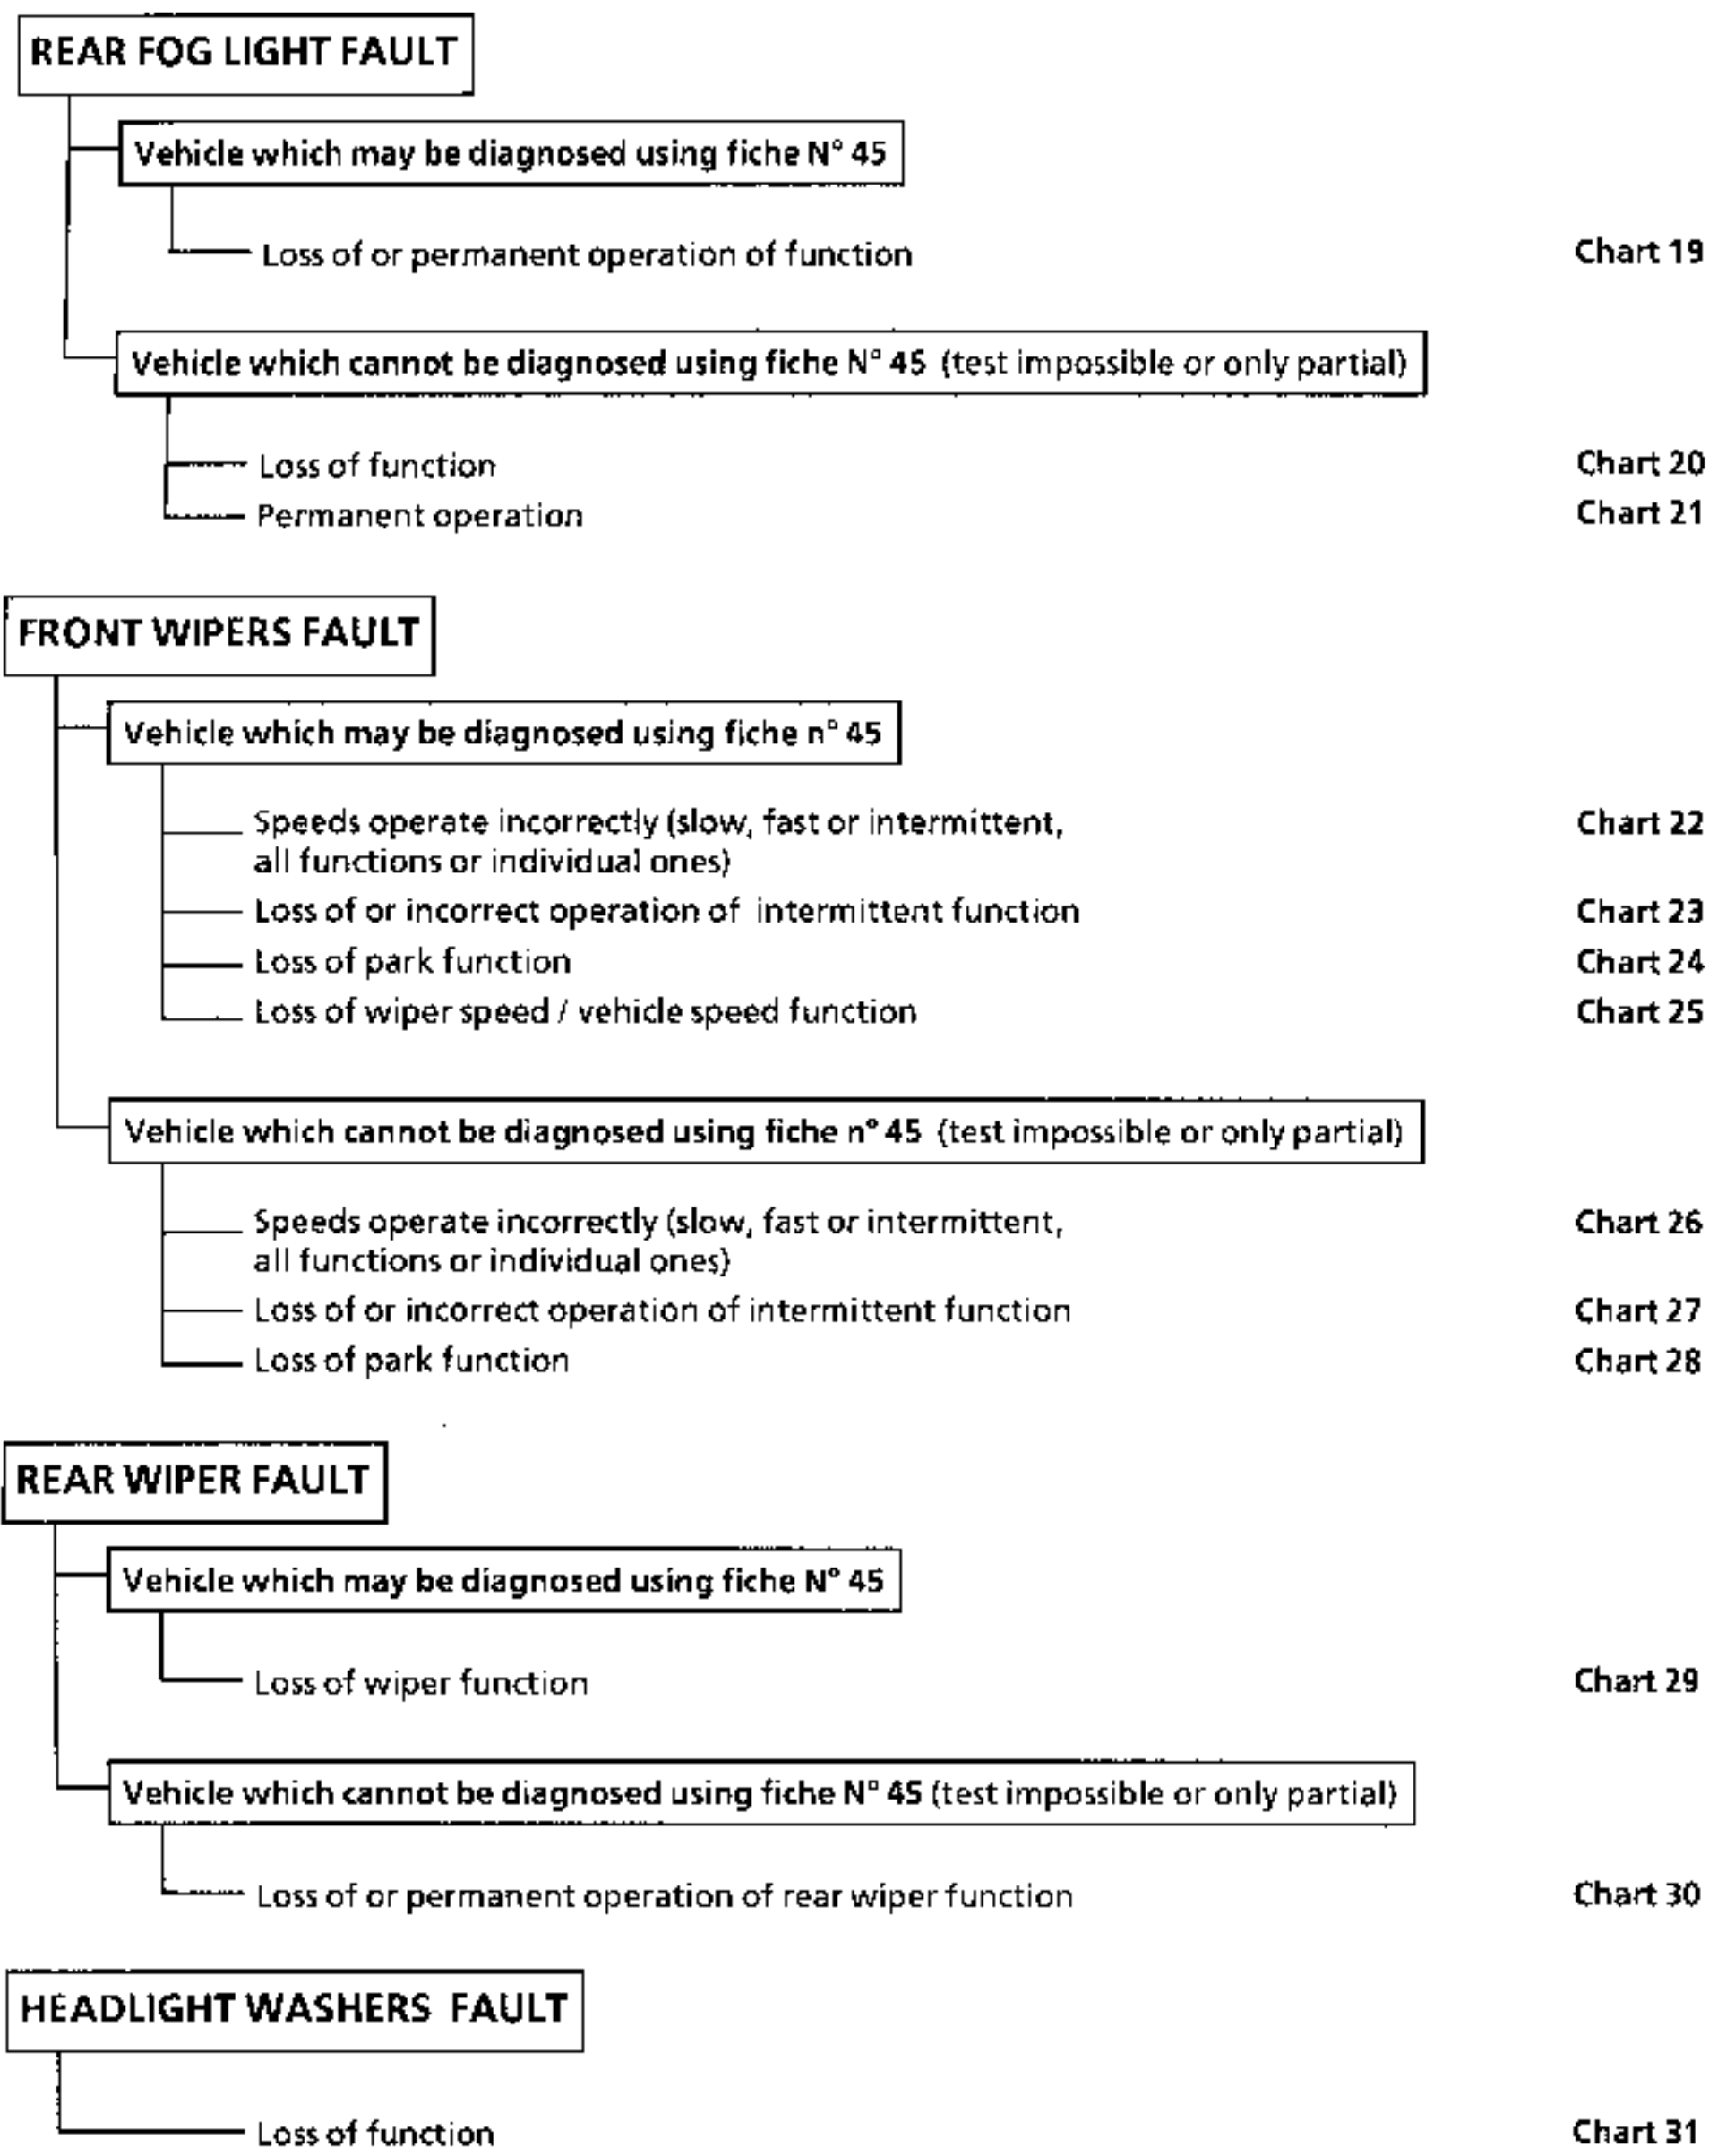 REAR FOG LIGHT FAULT
Vehicle which may be diagnosed using fiche N° 45
Loss of or permanent operation of function Chart 19
Vehicle which cannot be diagnosed using fiche N° 45 (test impossible or only partial)
Loss of function Chart 20
Permanent operation Chart 21
FRONT WIPERS FAULT
Vehicle which may be diagnosed using fiche n° 45
Speeds operate incorrectly (slow, fast or intermittent, Chart 22
all functions or individual ones)
Loss of or incorrect operation of intermittent function Chart 23
Loss of park function Chart 24
Loss of wiper speed / vehicle speed function Chart 25
Vehicle which cannot be diagnosed using fiche n° 45 (test impossible or only partial)
Speeds operate incorrectly (slow, fast or intermittent, Chart 26
all functions or individual ones)
Loss of or incorrect operation of intermittent function Chart 27
Loss of park function Chart 28
REAR WIPER FAULT
Vehicle which may be diagnosed using fiche N° 45
Loss of wiper function Chart 29
Vehicle which cannot be diagnosed using fiche N° 45 (test impossible or only partial)
Loss of or permanent operation of rear wiper function Chart 30
HEADLIGHT WASHERS FAULT
Loss of function Chart 31